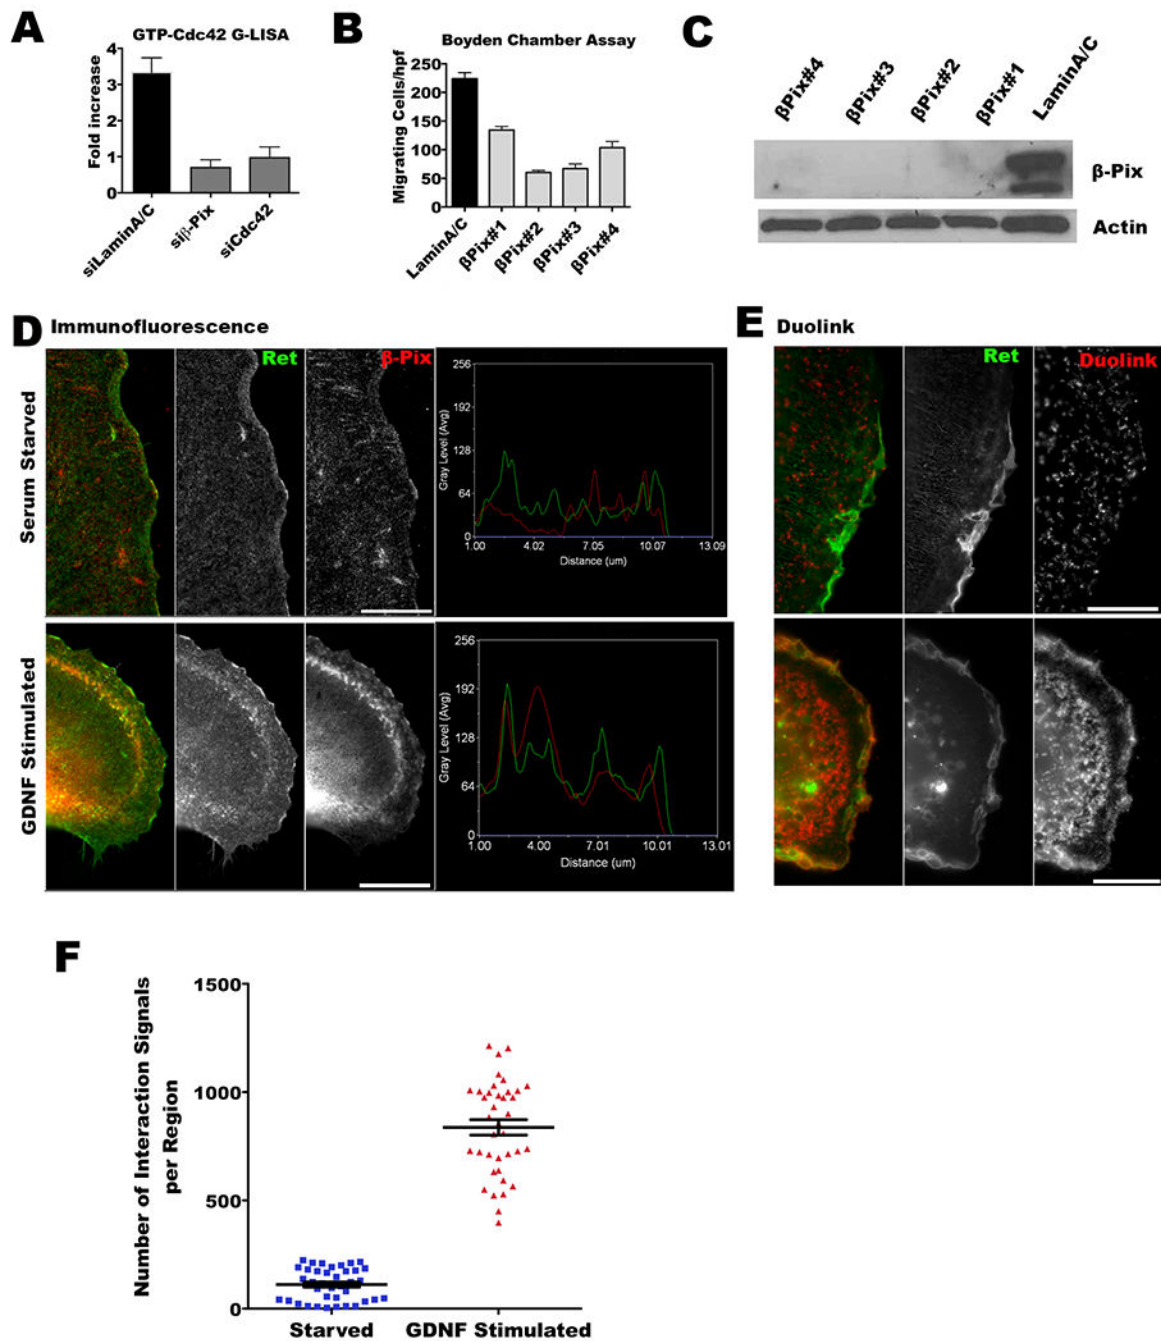 A
GTP-Cdc42 G-LISA
Fold increase
4
3
2
1
0
siLaminA/C
siβ-Pix
siCdc42
B
Boyden Chamber Assay
Migrating Cells/hpf
250
200
150
100
50
0
LaminA/C
βPix#1
βPix#2
βPix#3
βPix#4
C
βPix#4
βPix#3
βPix#2
βPix#1
LaminA/C
β-Pix
Actin
D Immunofluorescence
Serum Starved
Ret
β-Pix
Gray Level (Avg)
256
192
128
64
0
1.00 4.02 7.05 10.07 13.09
Distance (um)
GDNF Stimulated
Gray Level (Avg)
256
192
128
64
0
1.00 4.00 7.01 10.01 13.01
Distance (um)
E Duolink
Ret
Duolink
F
Number of Interaction Signals
per Region
1500
1000
500
0
Starved GDNF Stimulated